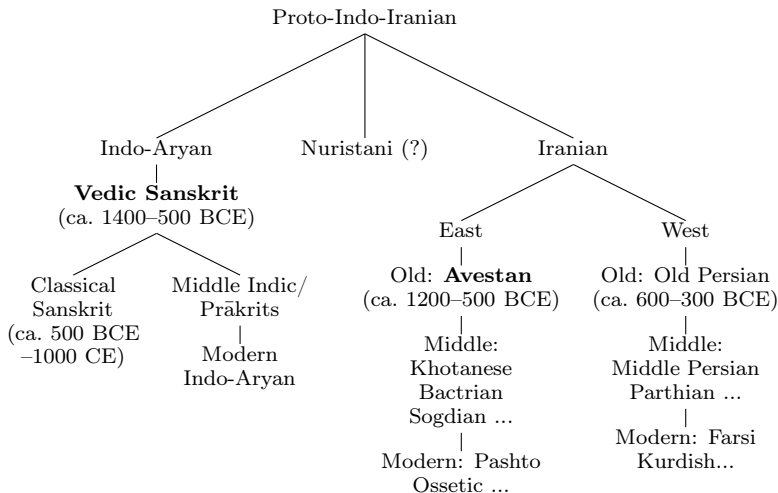 Proto-Indo-Iranian
Indo-Aryan
Nuristani (?)
Iranian
Vedic Sanskrit
(ca. 1400–500 BCE)
Classical
Sanskrit
(ca. 500 BCE
–1000 CE)
Middle Indic/
Prākrits
Modern
Indo-Aryan
East
Old: Avestan
(ca. 1200–500 BCE)
Middle:
Khotanese
Bactrian
Sogdian ...
Modern: Pashto
Ossetic ...
West
Old: Old Persian
(ca. 600–300 BCE)
Middle:
Middle Persian
Parthian ...
Modern: Farsi
Kurdish...